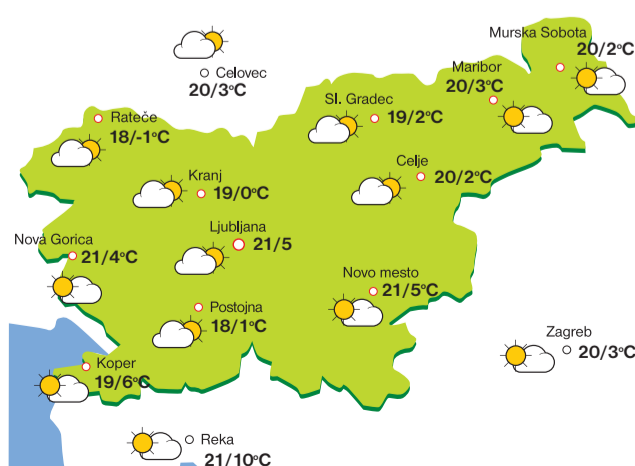 Murska Sobota
20/2°C
Celovec
20/3°C
Maribor
20/3°C
Sl. Gradec
19/2°C
Rateče
18/-1°C
Celje
20/2°C
Kranj
19/0°C
Ljubljana
21/5
Nová Gorica
21/4°C
Novo mesto
21/5°C
Postojna
18/1°C
Zagreb
20/3°C
Koper
19/6°C
Reka
21/10°C